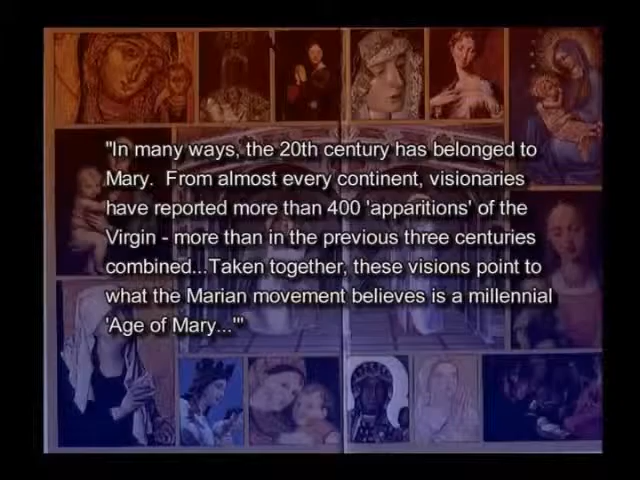 "In many ways, the 20th century has belonged to
Mary.  From almost every continent, visionaries
have reported more than 400 'apparitions' of the
Virgin - more than in the previous three centuries
combined...Taken together, these visions point to
what the Marian movement believes is a millennial
'Age of Mary...'"